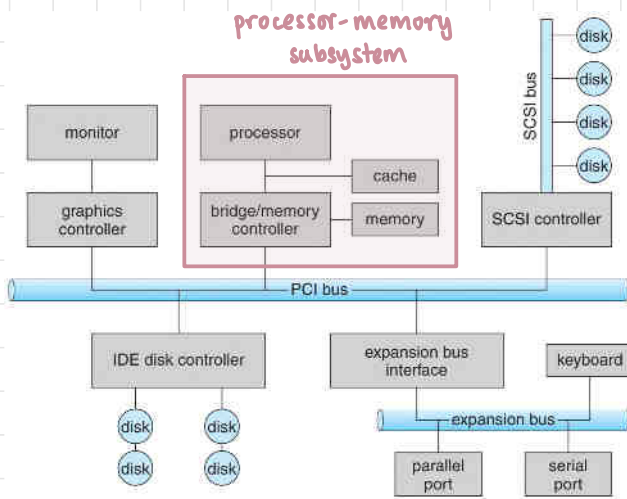 processor-memory
subsystem
monitor
processor
cache
graphics
controller
bridge/memory
controller
memory
SCSI bus
disk
disk
disk
disk
SCSI controller
PCI bus
IDE disk controller
expansion bus
interface
keyboard
disk
disk
disk
disk
expansion bus
parallel
port
serial
port